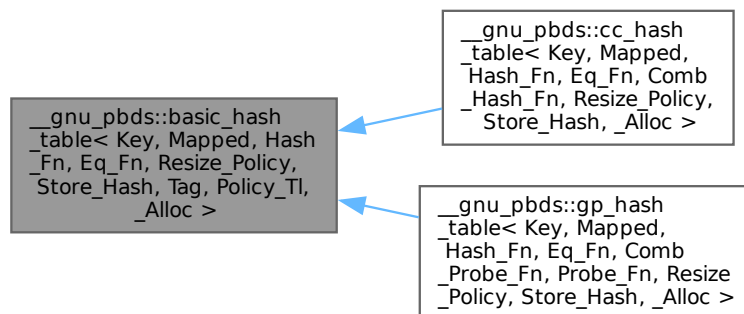 __gnu_pbds::basic_hash
_table< Key, Mapped, Hash
_Fn, Eq_Fn, Resize_Policy,
Store_Hash, Tag, Policy_Tl,
_Alloc >
__gnu_pbds::cc_hash
_table< Key, Mapped,
Hash_Fn, Eq_Fn, Comb
_Hash_Fn, Resize_Policy,
Store_Hash, _Alloc >
__gnu_pbds::gp_hash
_table< Key, Mapped,
Hash_Fn, Eq_Fn, Comb
_Probe_Fn, Probe_Fn, Resize
_Policy, Store_Hash, _Alloc >